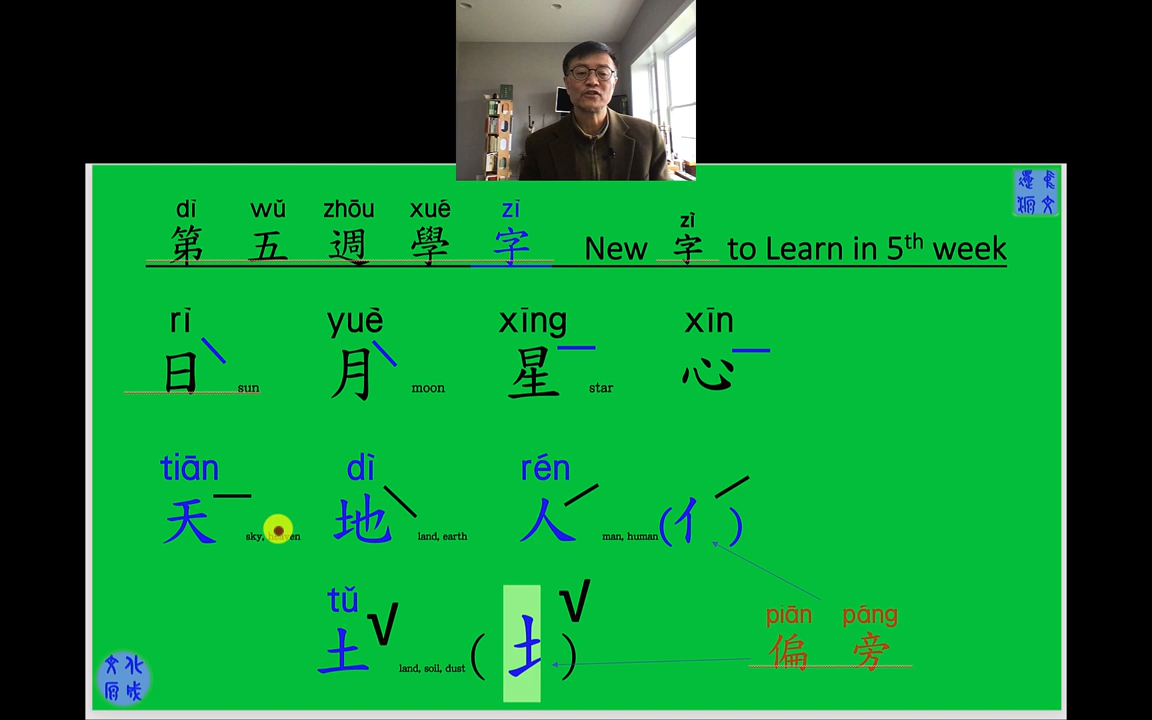 dì wǔ zhōu xué zì
第 五 週 學 字 New zì 字 to Learn in 5th week
rì yuè xīng xīn
日 sun 月 moon 星 star 心
tiān dì rén
天 sky, heaven 地 land, earth 人 man, human (亻)
tǔ
土 land, soil, dust (土)
piān páng
偏 旁